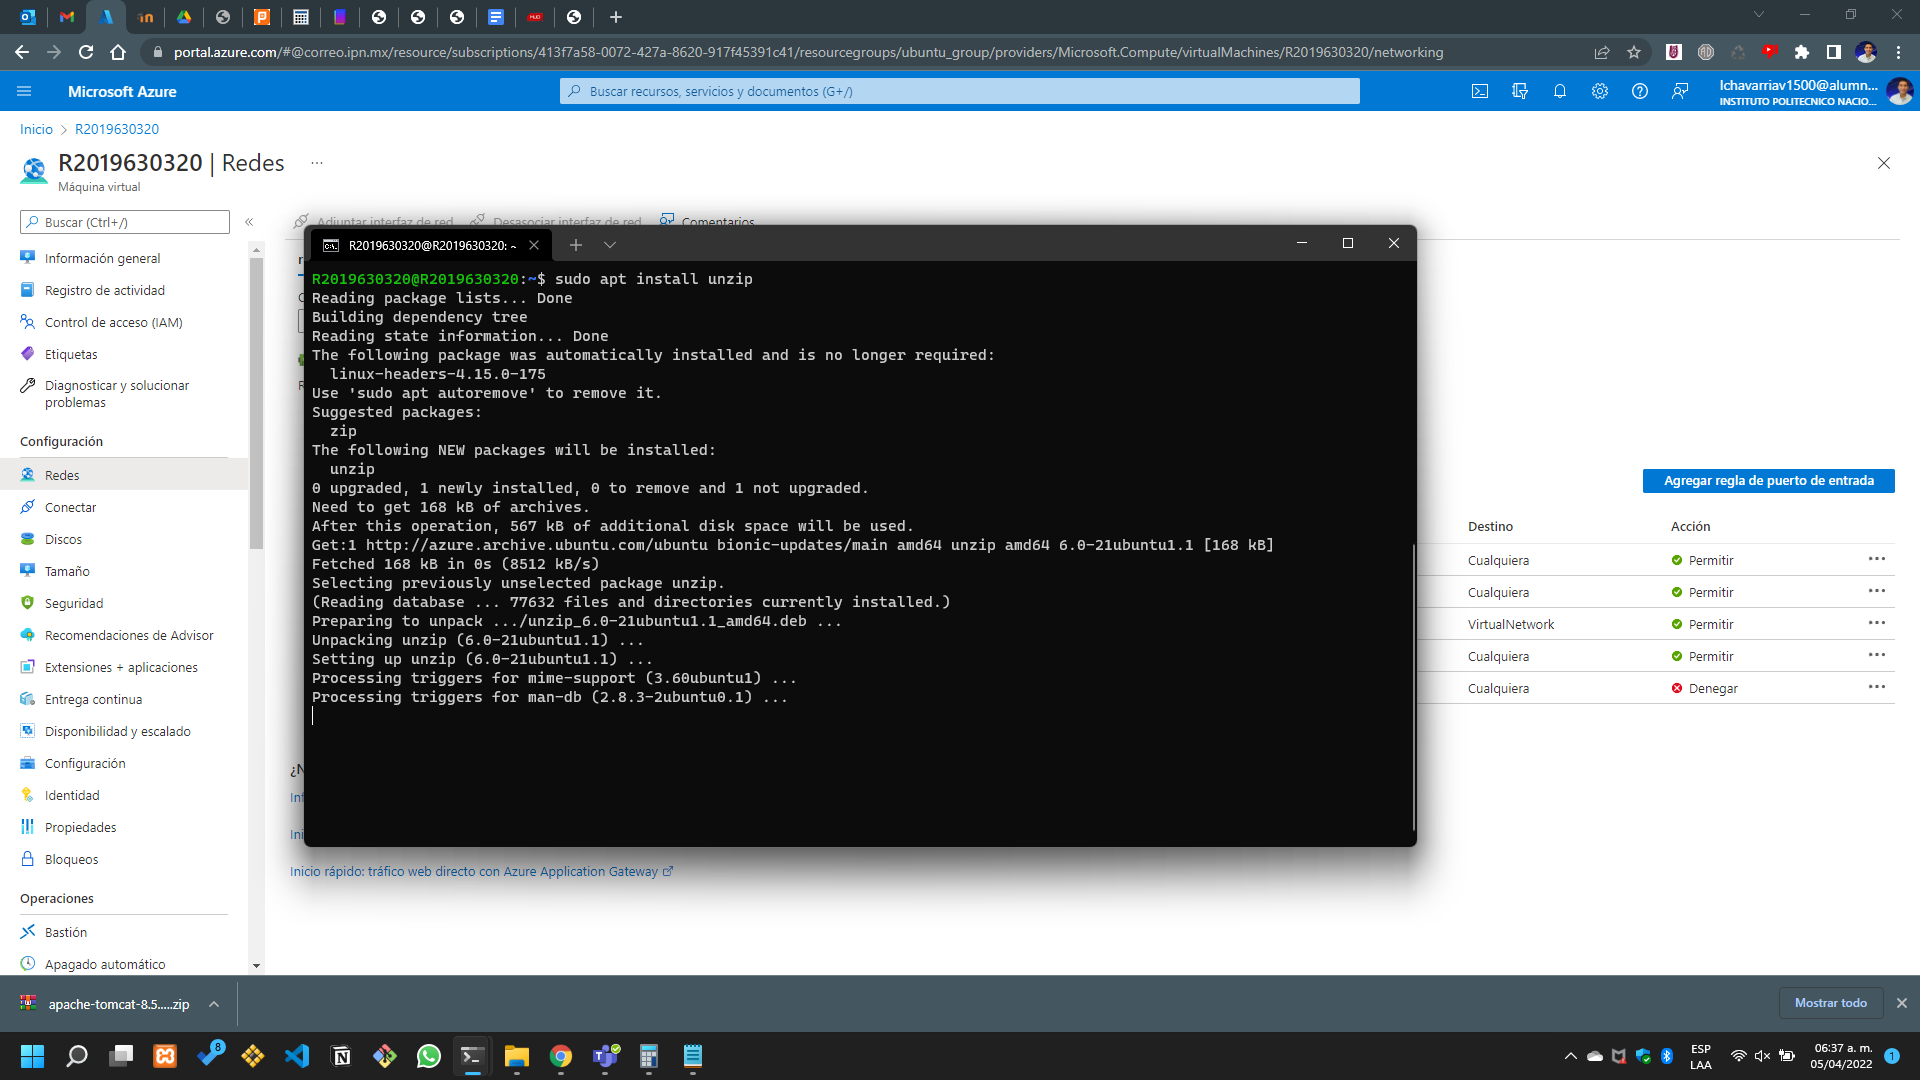 portal.azure.com/#@correo.ipn.mx/resource/subscriptions/413f7a58-0072-427a-8620-917f45391c41/resourcegroups/ubuntu_group/providers/Microsoft.Compute/virtualMachines/R2019630320/networking
Microsoft Azure
Buscar recursos, servicios y documentos (G+/)
lchavarriav1500@alumn...
INSTITUTO POLITECNICO NACIO...
Inicio > R2019630320
R2019630320 | Redes ...
Máquina virtual
Buscar (Ctrl+/)
Adjuntar interfaz de red
Desasociar interfaz de red
Comentarios
Información general
Registro de actividad
Control de acceso (IAM)
Etiquetas
Diagnosticar y solucionar
problemas
Configuración
Redes
Conectar
Discos
Tamaño
Seguridad
Recomendaciones de Advisor
Extensiones + aplicaciones
Entrega continua
Disponibilidad y escalado
Configuración
Identidad
Propiedades
Bloqueos
Operaciones
Bastión
Apagado automático
R2019630320@R2019630320: ~
R2019630320@R2019630320:~$ sudo apt install unzip
Reading package lists... Done
Building dependency tree
Reading state information... Done
The following package was automatically installed and is no longer required:
linux-headers-4.15.0-175
Use 'sudo apt autoremove' to remove it.
Suggested packages:
zip
The following NEW packages will be installed:
unzip
0 upgraded, 1 newly installed, 0 to remove and 1 not upgraded.
Need to get 168 kB of archives.
After this operation, 567 kB of additional disk space will be used.
Get:1 http://azure.archive.ubuntu.com/ubuntu bionic-updates/main amd64 unzip amd64 6.0-21ubuntu1.1 [168 kB]
Fetched 168 kB in 0s (8512 kB/s)
Selecting previously unselected package unzip.
(Reading database ... 77632 files and directories currently installed.)
Preparing to unpack .../unzip_6.0-21ubuntu1.1_amd64.deb ...
Unpacking unzip (6.0-21ubuntu1.1) ...
Setting up unzip (6.0-21ubuntu1.1) ...
Processing triggers for mime-support (3.60ubuntu1) ...
Processing triggers for man-db (2.8.3-2ubuntu0.1) ...
Agregar regla de puerto de entrada
Destino Acción
Cualquiera Permitir ...
Cualquiera Permitir ...
VirtualNetwork Permitir ...
Cualquiera Permitir ...
Cualquiera Denegar ...
¿N
Inf
Ini
Inicio rápido: tráfico web directo con Azure Application Gateway
apache-tomcat-8.5.....zip
Mostrar todo
8
ESP
LAA
06:37 a. m.
05/04/2022
1